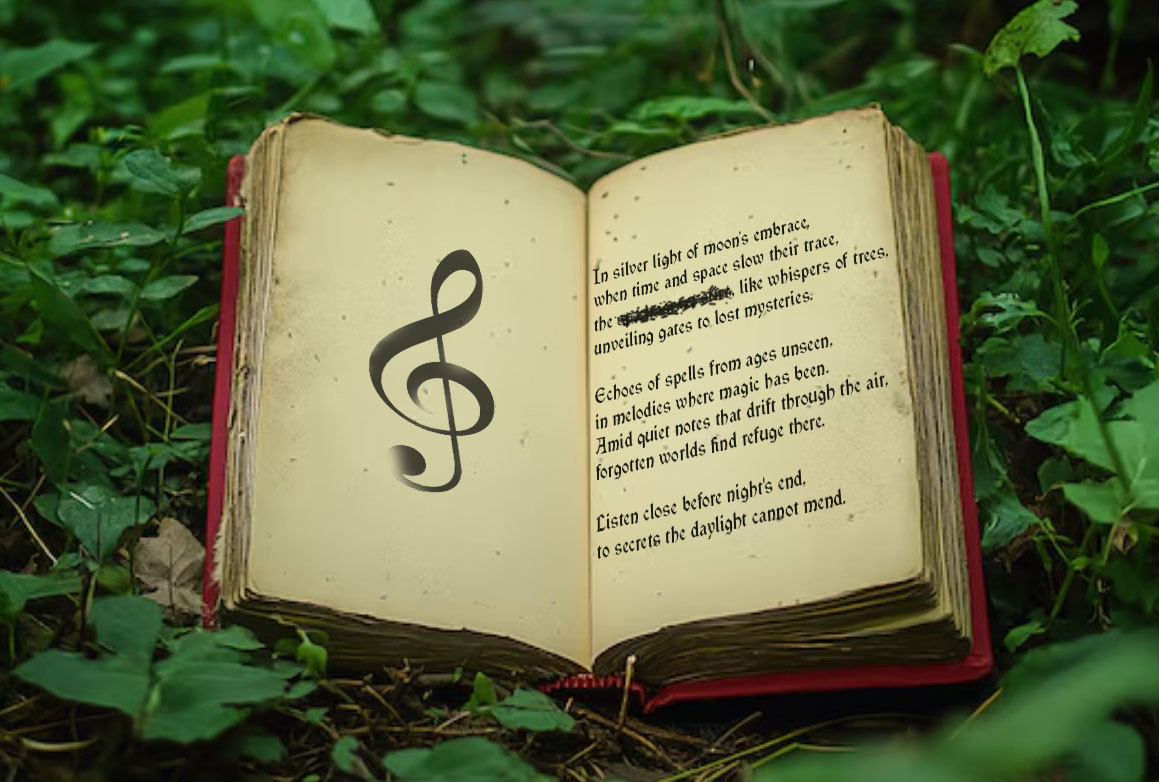 In silver light of moon's embrace,
when time and space slow their trace,
the , like whispers of trees,
unveiling gates to lost mysteries.
Echoes of spells from ages unseen,
in melodies where magic has been.
Amid quiet notes that drift through the air,
forgotten worlds find refuge there.
Listen close before night's end,
to secrets the daylight cannot mend.